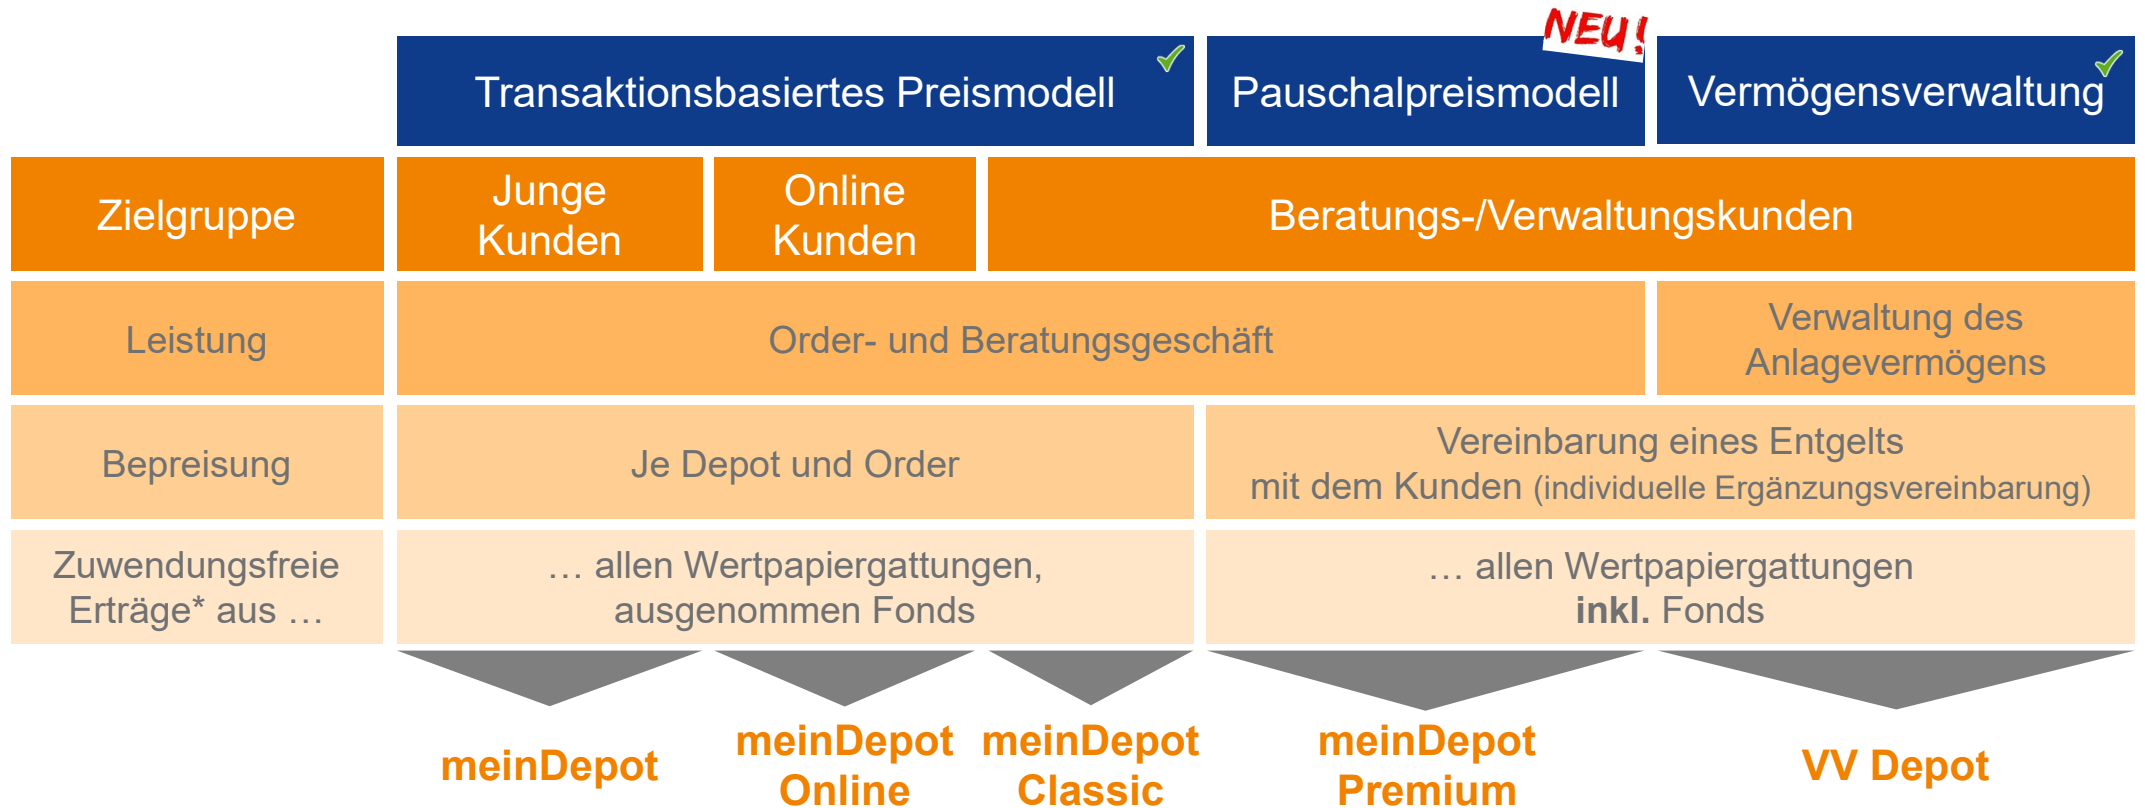 NEU!
Transaktionsbasiertes Preismodell
Pauschalpreismodell
Vermögensverwaltung
Zielgruppe
Junge
Kunden
Online
Kunden
Beratungs-/Verwaltungskunden
Leistung
Order- und Beratungsgeschäft
Verwaltung des
Anlagevermögens
Bepreisung
Je Depot und Order
Vereinbarung eines Entgelts
mit dem Kunden (individuelle Ergänzungsvereinbarung)
Zuwendungsfreie
Erträge* aus …
… allen Wertpapiergattungen,
ausgenommen Fonds
… allen Wertpapiergattungen
inkl. Fonds
meinDepot
meinDepot
Online
meinDepot
Classic
meinDepot
Premium
VV Depot